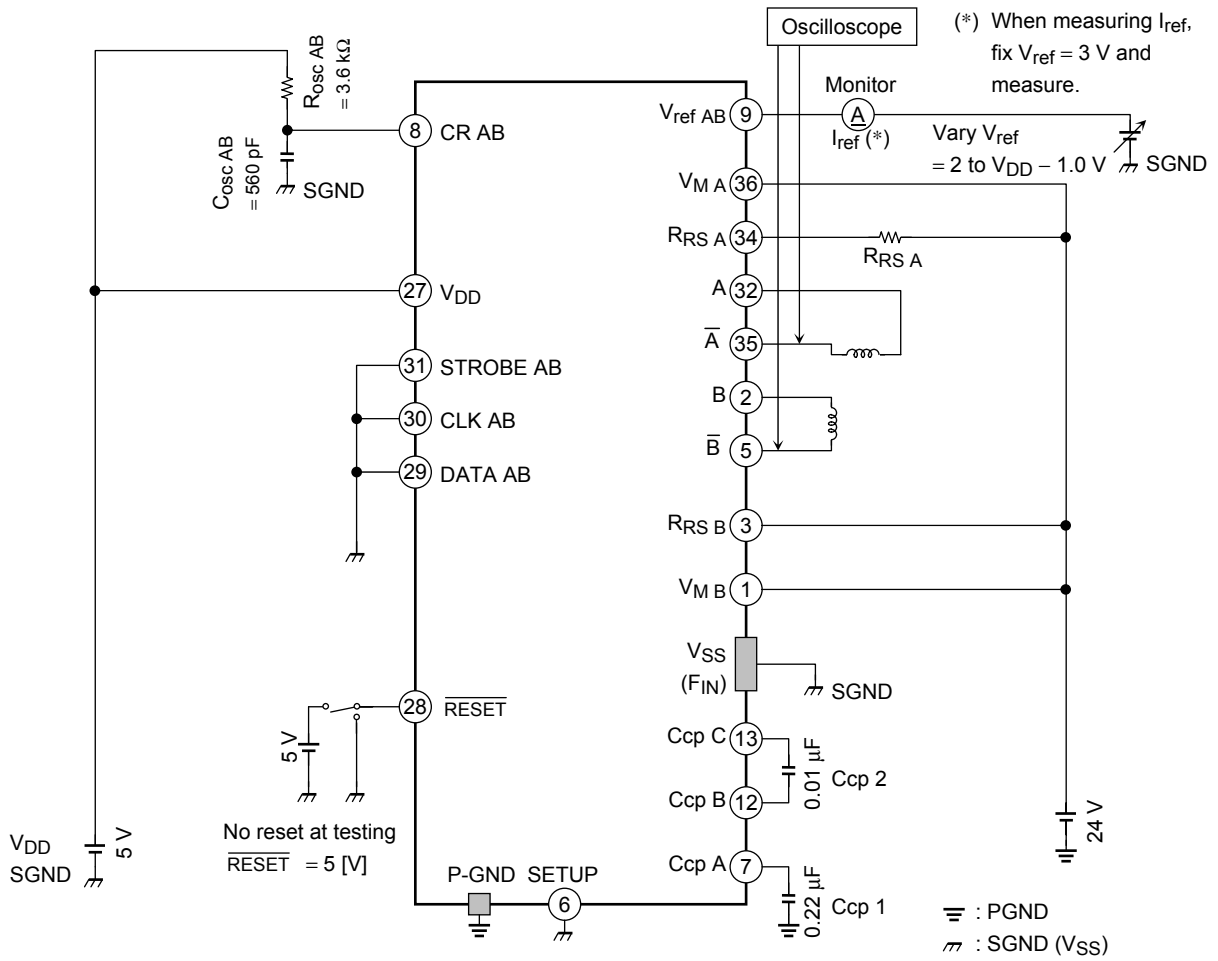 Oscilloscope
(*) When measuring Iref,
fix Vref = 3 V and
measure.
Rosc AB
= 3.6 kΩ
Cosc AB
= 560 pF
SGND
8 CR AB
Vref AB 9
Monitor
A
Iref (*)
Vary Vref
= 2 to VDD − 1.0 V
SGND
VM A 36
RRS A 34
RRS A
A 32
27 VDD
A 35
31 STROBE AB
B 2
30 CLK AB
B 5
29 DATA AB
RRS B 3
VM B 1
VSS
(FIN)
SGND
28 RESET
5 V
No reset at testing
RESET = 5 [V]
Ccp C 13
0.01 μF
Ccp 2
Ccp B 12
24 V
VDD
SGND
5 V
Ccp A 7
0.22 μF
Ccp 1
P-GND
SETUP
6
: PGND
: SGND (VSS)